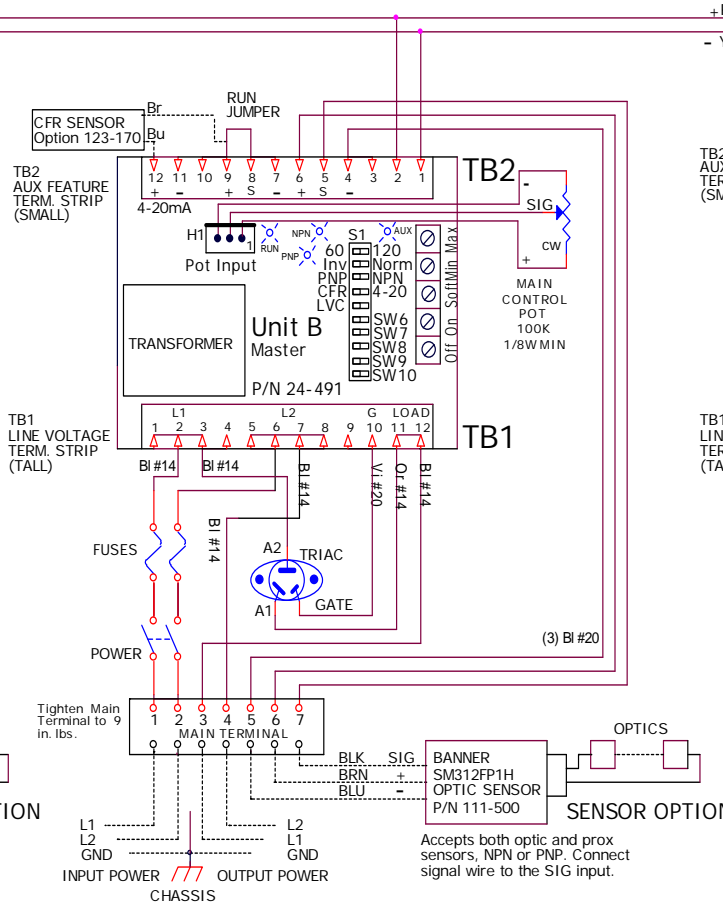 +
-
Br
RUN
JUMPER
CFR SENSOR
Option 123-170
Bu
TB2
AUX FEATURE
TERM. STRIP
(SMALL)
12 11 10 9 8 7 6 5 4 3 2 1
+ - + S - + S -
TB2
4-20mA
-
SIG
CW
+
H1
1
Pot Input
RUN
NPN
PNP
AUX
S1
60 120
Inv Norm
PNP NPN
CFR 4-20
LVC
SW6
SW7
SW8
SW9
SW10
Off On Soft Min Max
MAIN
CONTROL
POT
100K
1/8W MIN
TRANSFORMER
Unit B
Master
P/N 24-491
TB1
LINE VOLTAGE
TERM. STRIP
(TALL)
L1 L2 G LOAD
1 2 3 4 5 6 7 8 9 10 11 12
TB1
Bl #14
Bl #14
Bl #14
Bl #14
Vi #20
Or #14
Bl #14
FUSES
A2
TRIAC
A1
GATE
POWER
(3) Bl #20
Tighten Main
Terminal to 9
in. lbs.
1 2 3 4 5 6 7
MAIN TERMINAL
OPTICS
BLK SIG
BRN +
BLU -
BANNER
SM312FP1H
OPTIC SENSOR
P/N 111-500
TION
SENSOR OPTION
L1
L2
GND
L2
L1
GND
INPUT POWER
OUTPUT POWER
CHASSIS
Accepts both optic and prox
sensors, NPN or PNP. Connect
signal wire to the SIG input.
TB2
AU
TER
(SM
TB1
LIN
TER
(TA